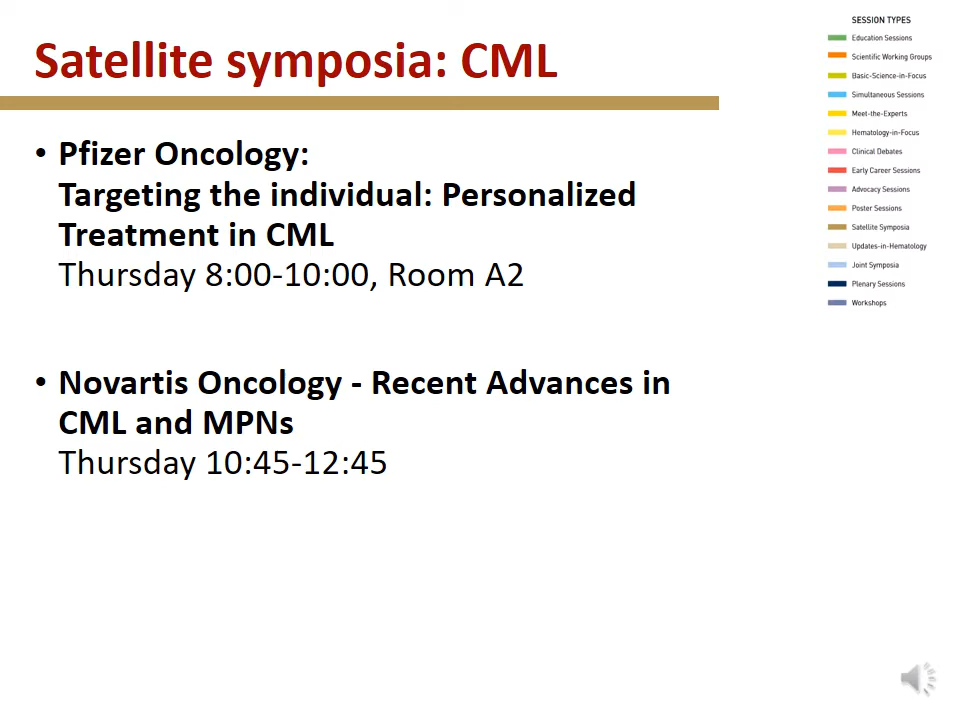 Satellite symposia: CML
• Pfizer Oncology:
Targeting the individual: Personalized
Treatment in CML
Thursday 8:00-10:00, Room A2
• Novartis Oncology - Recent Advances in
CML and MPNs
Thursday 10:45-12:45
SESSION TYPES
Education Sessions
Scientific Working Groups
Basic-Science-in-Focus
Simultaneous Sessions
Meet-the-Experts
Hematology-in-Focus
Clinical Debates
Early Career Sessions
Advocacy Sessions
Poster Sessions
Satellite Symposia
Updates-in-Hematology
Joint Symposia
Plenary Sessions
Workshops